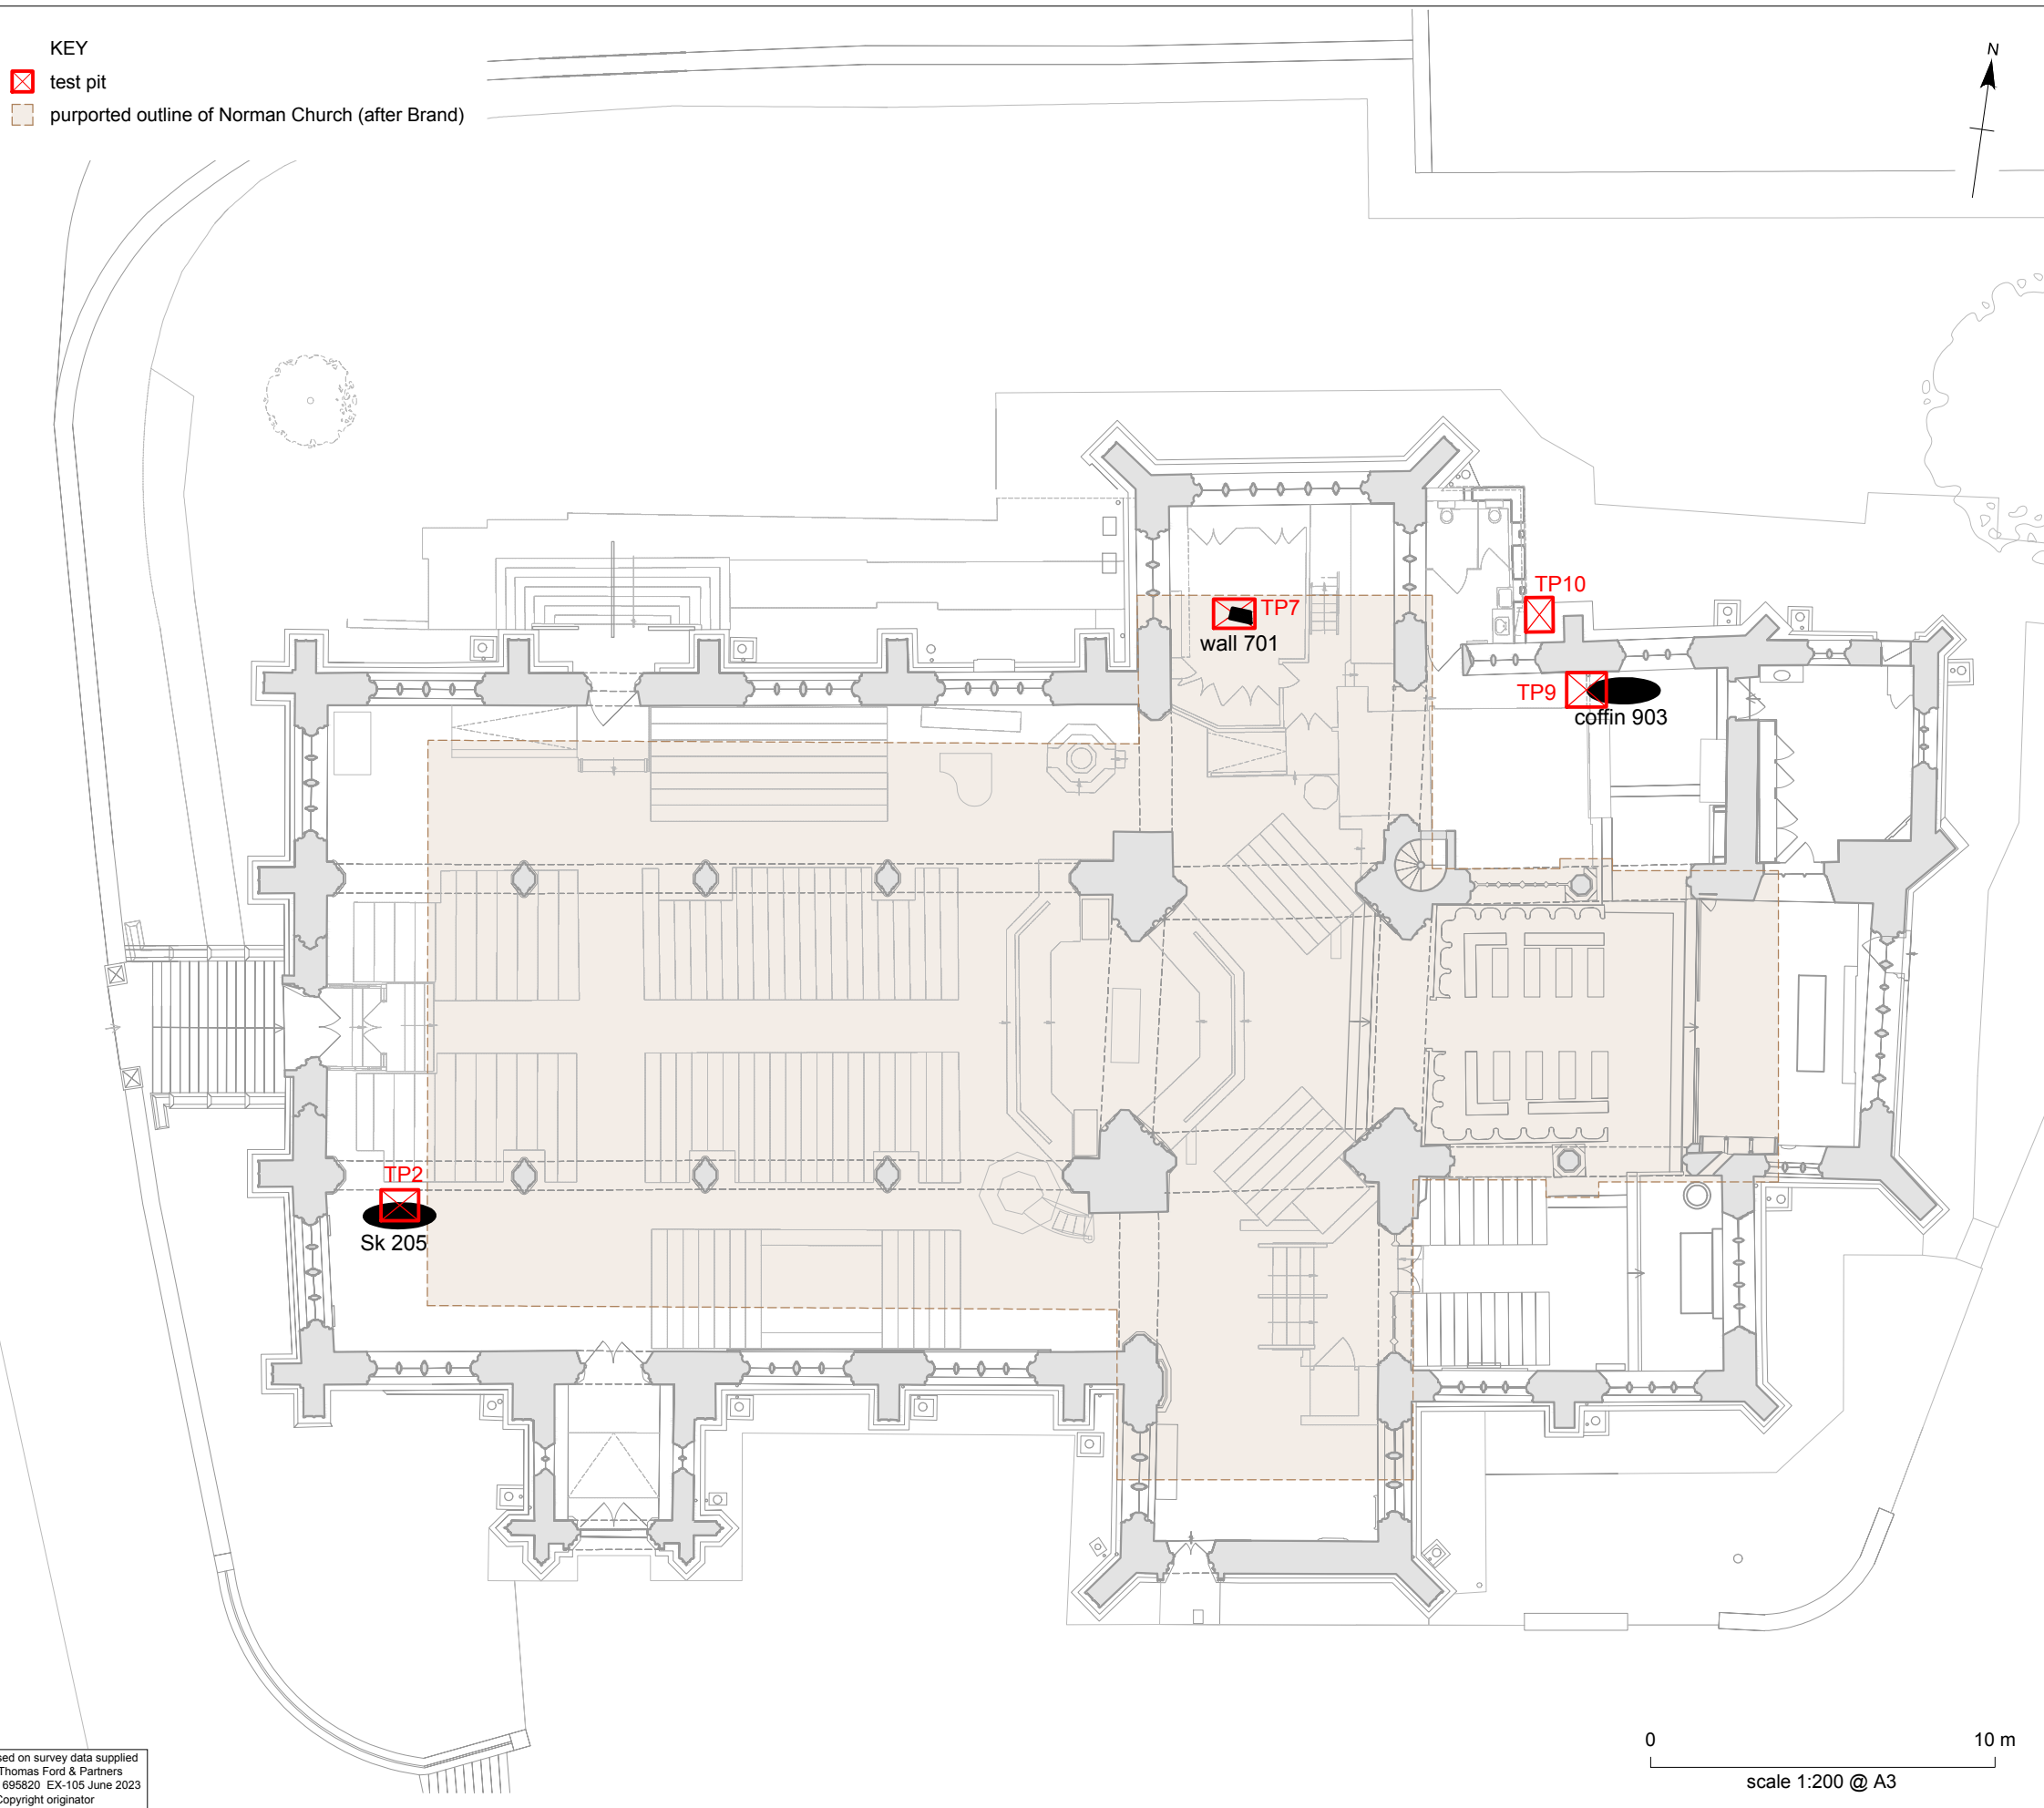 KEY
test pit
purported outline of Norman Church (after Brand)
N
TP10
TP7
wall 701
TP9
coffin 903
TP2
Sk 205
0 10 m
scale 1:200 @ A3
on survey data supplied
Thomas Ford & Partners
695820 EX-105 June 2023
Copyright originator